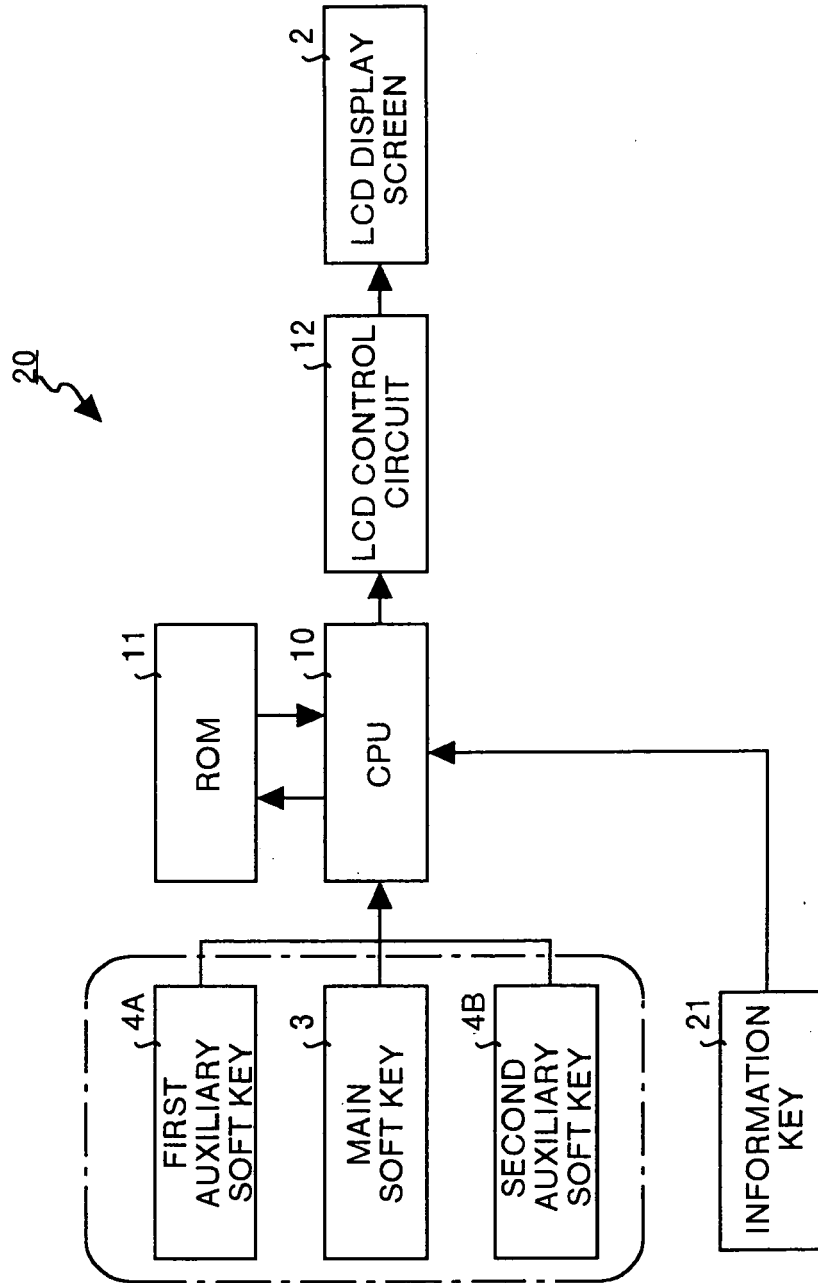 20
4A
FIRST
AUXILIARY
SOFT KEY
3
MAIN
SOFT KEY
4B
SECOND
AUXILIARY
SOFT KEY
21
INFORMATION
KEY
11
ROM
10
CPU
12
LCD CONTROL
CIRCUIT
2
LCD DISPLAY
SCREEN